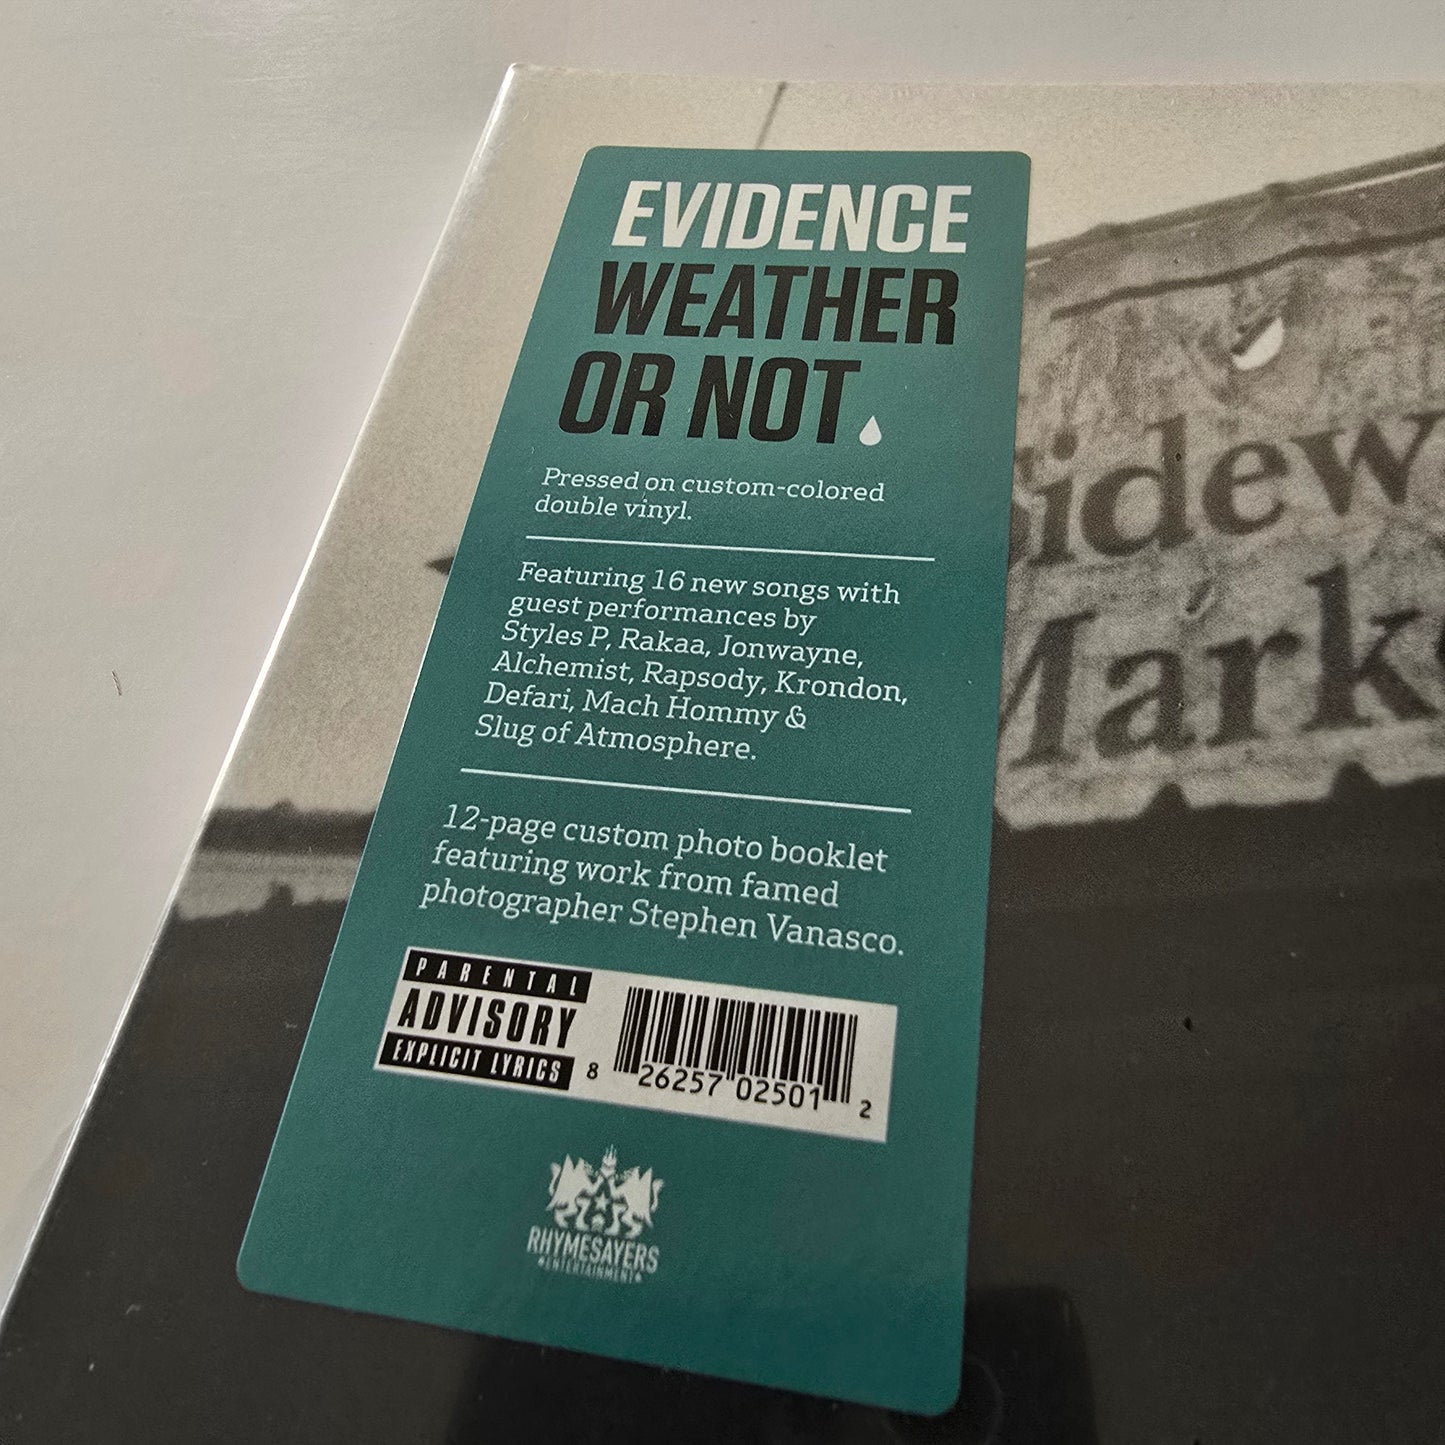 EVIDENCE
WEATHER
OR NOT
Pressed on custom-colored
double vinyl.
Featuring 16 new songs with
guest performances by
Styles P, Rakaa, Jonwayne,
Alchemist, Rapsody, Krondon,
Defari, Mach Hommy &
Slug of Atmosphere.
12-page custom photo booklet
featuring work from famed
photographer Stephen Vanasco.
PARENTAL
ADVISORY
EXPLICIT LYRICS
8 26257 02501 2
RHYMESAYERS
ENTERTAINMENT
Sidew
Mark